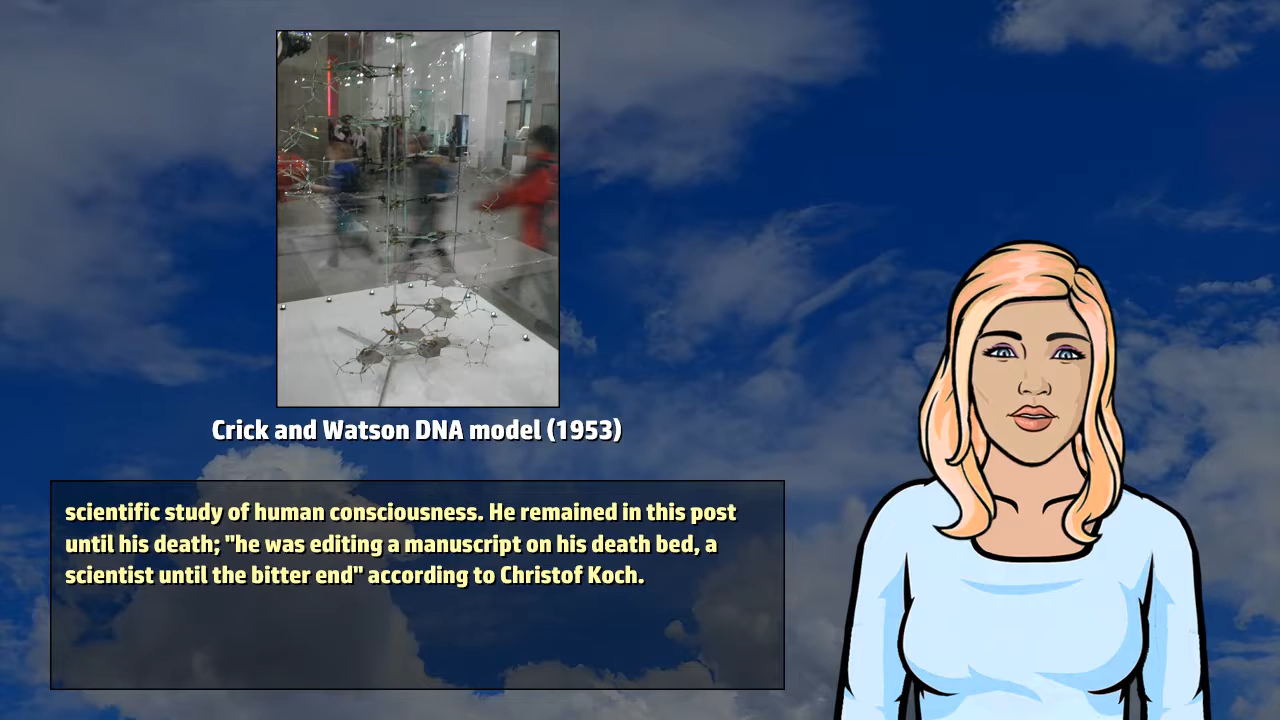 Crick and Watson DNA model (1953)
scientific study of human consciousness. He remained in this post
until his death; "he was editing a manuscript on his death bed, a
scientist until the bitter end" according to Christof Koch.